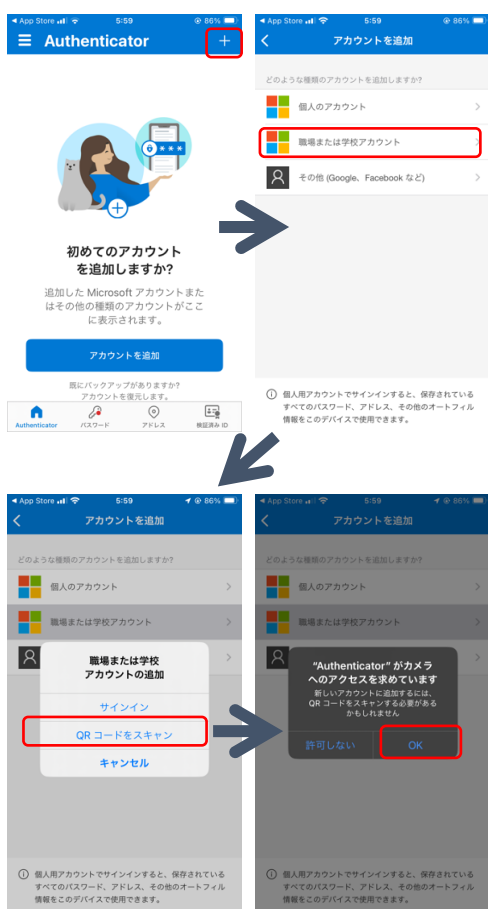 App Store 5:59 86%
Authenticator
+
***
初めてのアカウント
を追加しますか?
追加した Microsoft アカウントまた
はその他の種類のアカウントがここ
に表示されます。
アカウントを追加
既にバックアップがありますか?
アカウントを復元します。
Authenticator パスワード アドレス 検証済み ID
App Store 5:59 86%
アカウントを追加
どのような種類のアカウントを追加しますか?
個人のアカウント
職場または学校アカウント
その他 (Google、Facebook など)
個人用アカウントでサインインすると、保存されている
すべてのパスワード、アドレス、その他のオートフィル
情報をこのデバイスで使用できます。
App Store 5:59 86%
アカウントを追加
どのような種類のアカウントを追加しますか?
個人のアカウント
職場または学校アカウント
職場または学校
アカウントの追加
サインイン
QR コードをスキャン
キャンセル
個人用アカウントでサインインすると、保存されている
すべてのパスワード、アドレス、その他のオートフィル
情報をこのデバイスで使用できます。
App Store 5:59 86%
アカウントを追加
どのような種類のアカウントを追加しますか?
個人のアカウント
職場または学校アカウント
"Authenticator" がカメラ
へのアクセスを求めています
新しいアカウントに追加するには、
QR コードをスキャンする必要がある
かもしれません
許可しない OK
個人用アカウントでサインインすると、保存されている
すべてのパスワード、アドレス、その他のオートフィル
情報をこのデバイスで使用できます。